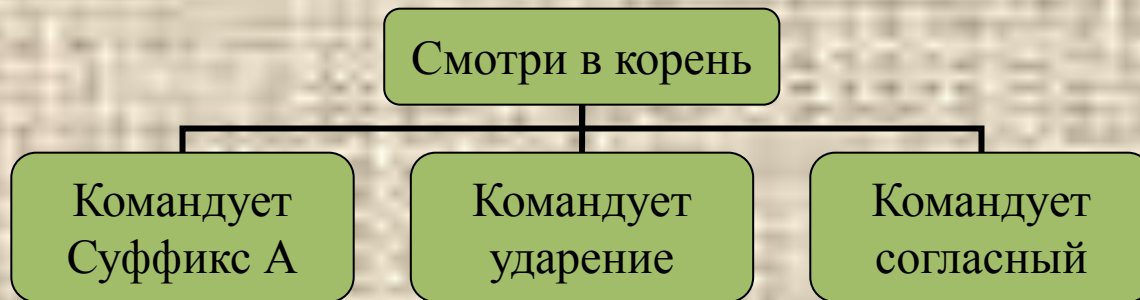 Смотри в корень
Командует
Суффикс А
Командует
ударение
Командует
согласный